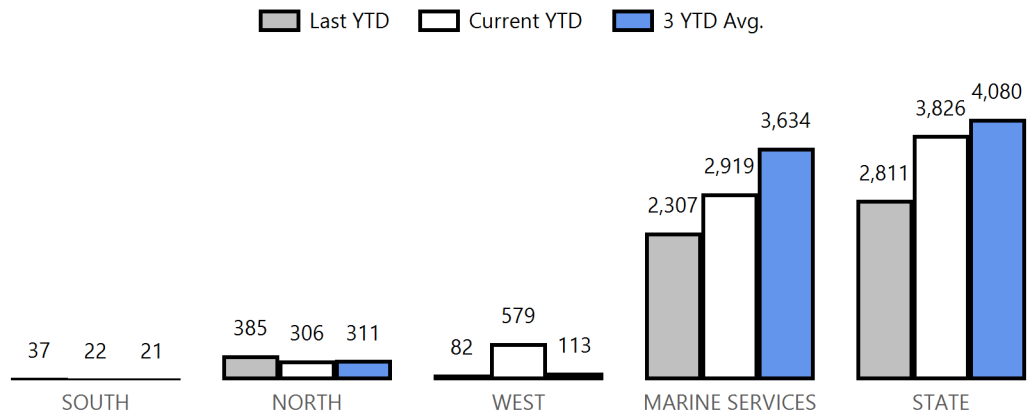 Last YTD Current YTD 3 YTD Avg.
37 22 21
385 306 311
82 579 113
2,307 2,919 3,634
2,811 3,826 4,080
SOUTH NORTH WEST MARINE SERVICES STATE